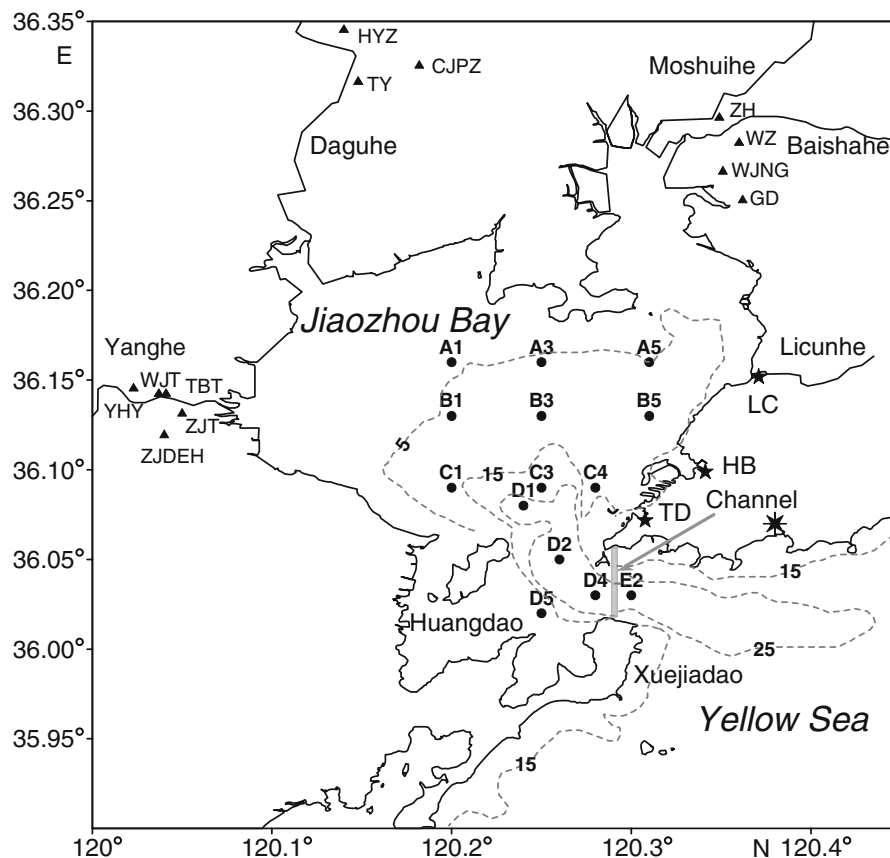 36.35°
E
HYZ
CJPZ
TY
Moshuihe
36.30°
ZH
Daguhe
WZ
Baishahe
WJNG
36.25°
GD
36.20°
Jiaozhou Bay
Yanghe
A1
A3
A5
Licunhe
WJT
TBT
36.15°
YHY
ZJT
B1
B3
B5
LC
ZJDEH
5
36.10°
C1
15
C3
C4
HB
D1
TD
Channel
36.05°
D2
A
15
D4
E2
D5
Huangdao
36.00°
25
Xuejiadao
35.95°
Yellow Sea
15
120°
120.1°
120.2°
120.3°
N
120.4°